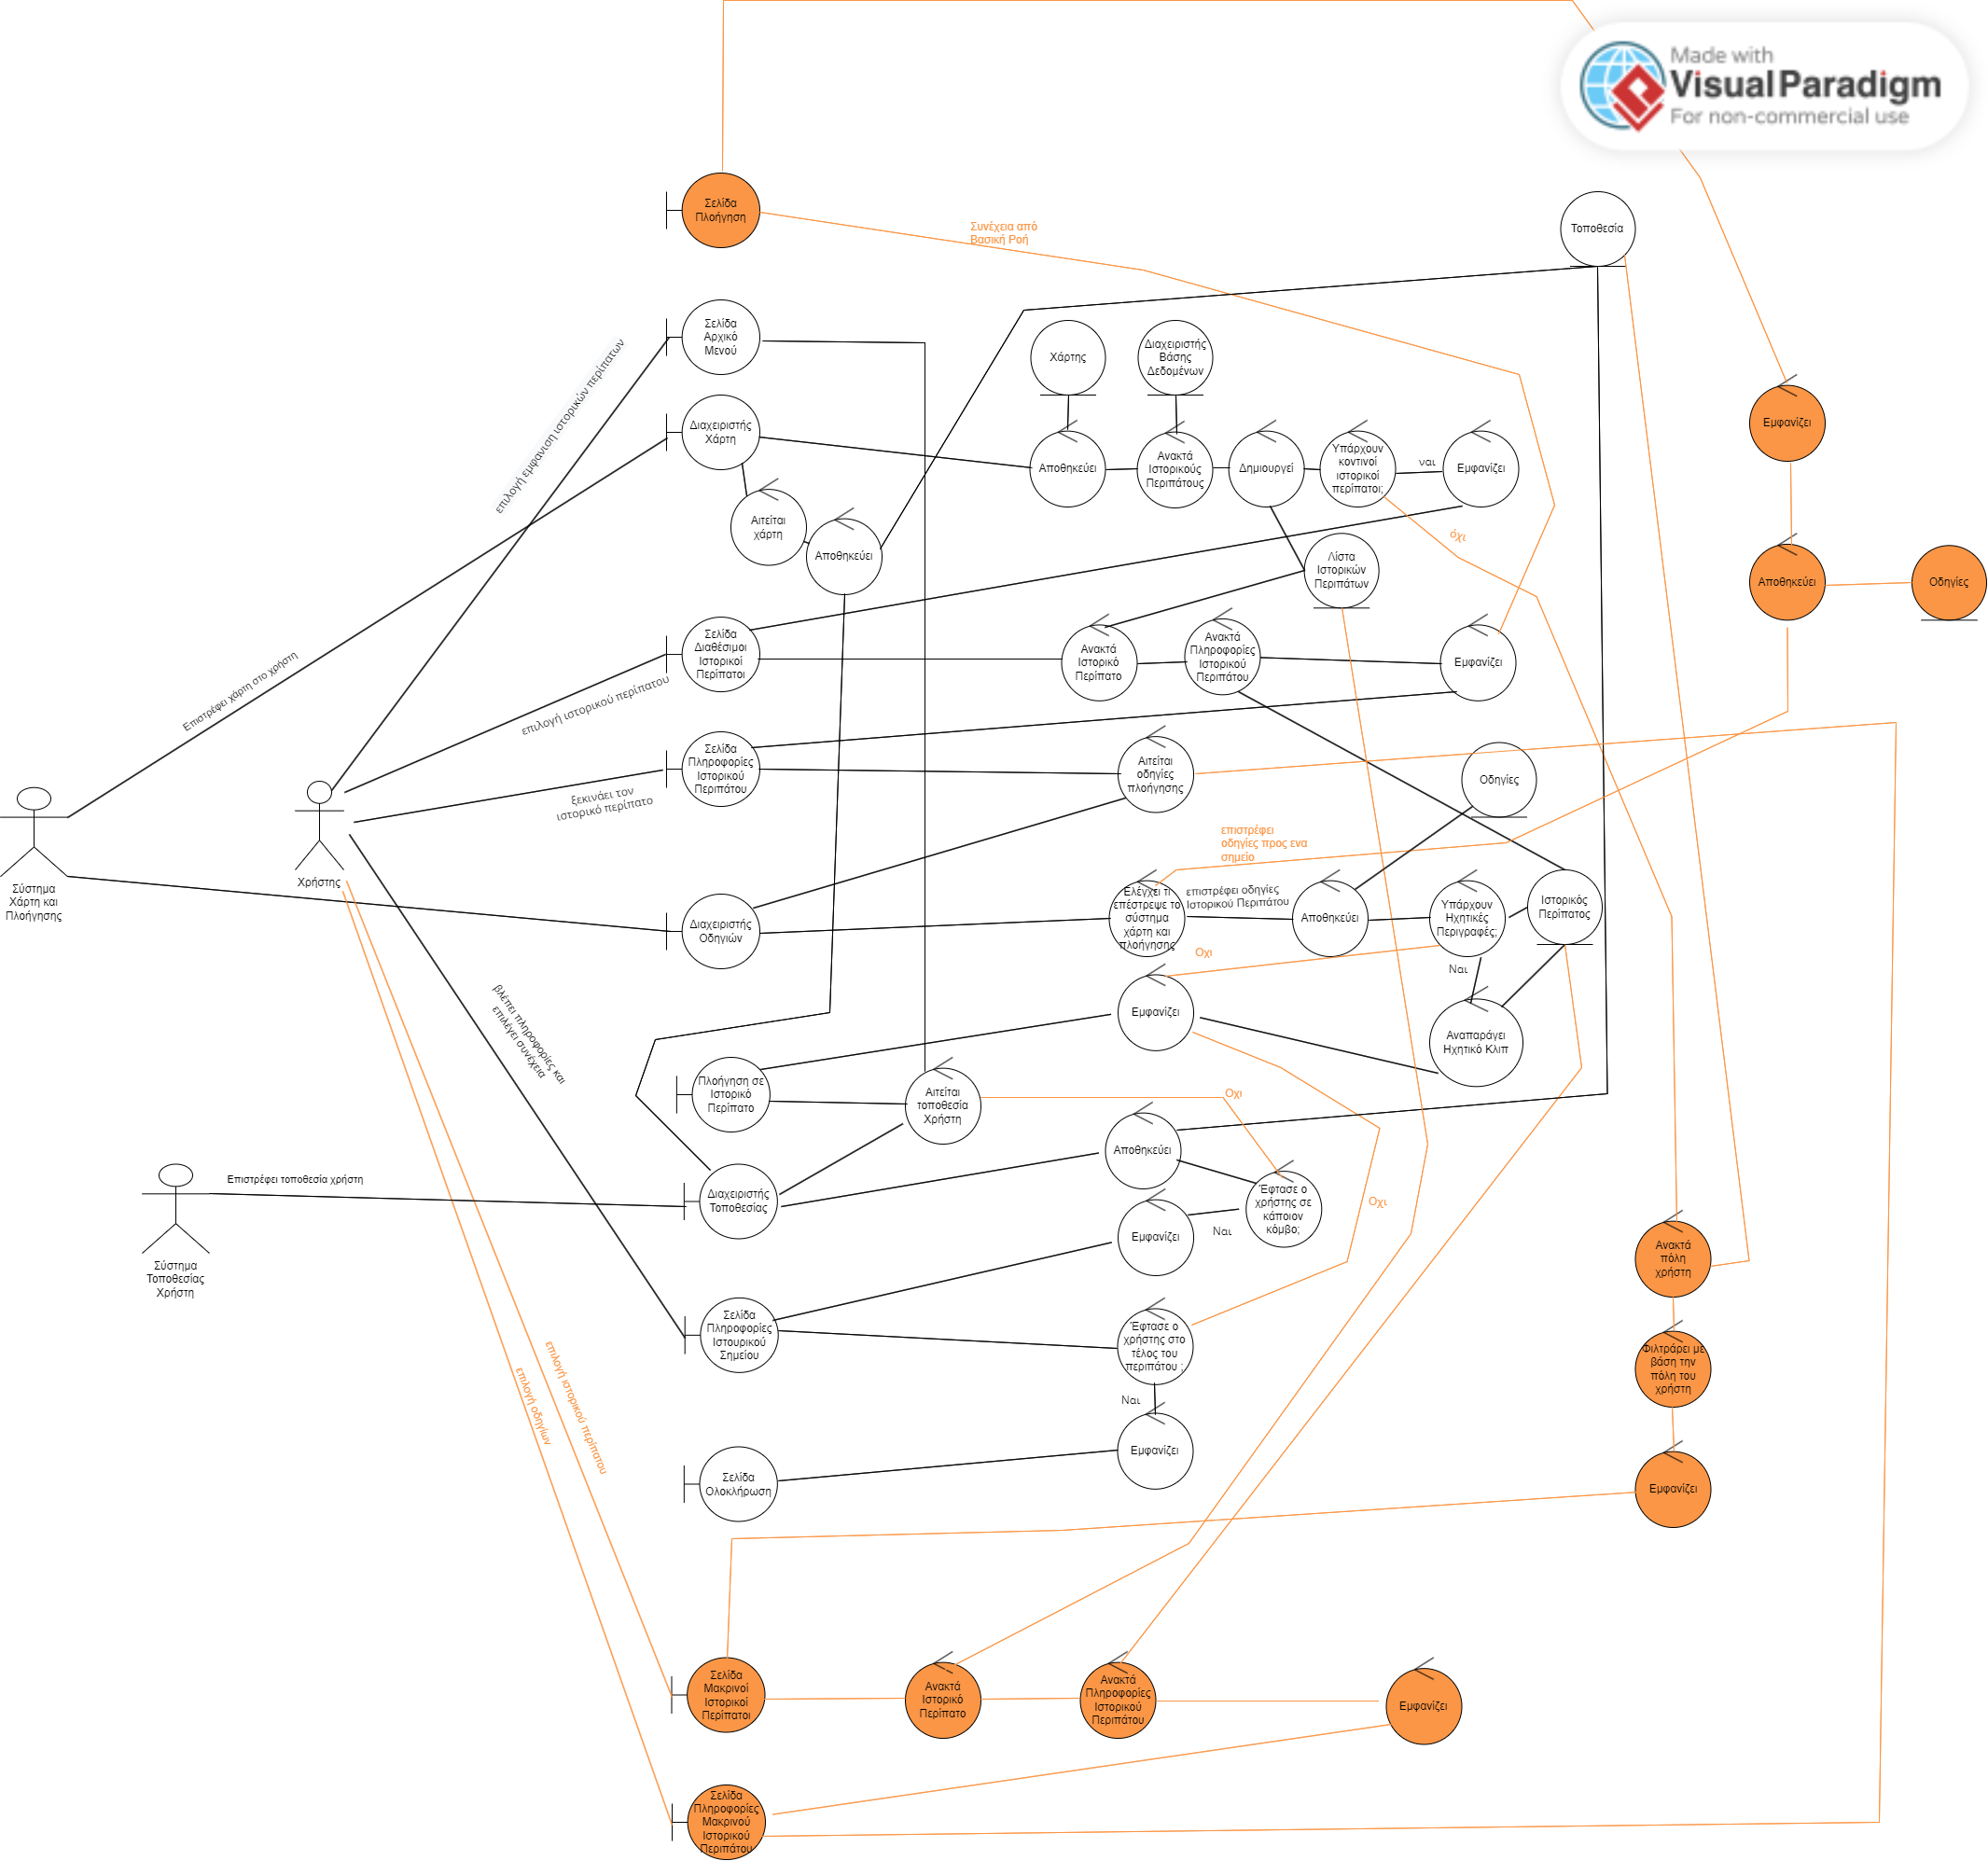 Made with
Visual Paradigm
For non-commercial use
Σελίδα
Πλοήγηση
Συνέχεια από
Βασική Ροή
Τοποθεσία
Σελίδα
Αρχικό
Μενού
επιλογή εμφανιση ιστορικών περίπατων
Χάρτης
Διαχειριστής
Βάσης
Δεδομένων
Εμφανίζει
Διαχειριστής
Χάρτη
Αποθηκεύει
Ανακτά
Ιστορικούς
Περιπάτους
Δημιουργεί
Υπάρχουν
κοντινοί
ιστορικοί
περίπατοι;
ναι
Εμφανίζει
Αιτείται
χάρτη
Αποθηκεύει
όχι
Λίστα
Ιστορικών
Περιπάτων
Αποθηκεύει
Οδηγίες
Επιστρέφει χάρτη στο χρήστη
Σελίδα
Διαθέσιμοι
Ιστορικοί
Περίπατοι
επιλογή ιστορικού περίπατου
Ανακτά
Ιστορικό
Περίπατο
Ανακτά
Πληροφορίες
Ιστορικού
Περιπάτου
Εμφανίζει
Σελίδα
Πληροφορίες
Ιστορικού
Περιπάτου
ξεκινάει τον
ιστορικό περίπατο
Αιτείται
οδηγίες
πλοήγησης
Οδηγίες
Σύστημα
Χάρτη και
Πλοήγησης
Χρήστης
επιστρέφει
οδηγίες προς ενα
σημείο
Διαχειριστής
Οδηγιών
Ελέγχει τι
επέστρεψε το
σύστημα
χάρτη και
πλοήγησης
επιστρέφει οδηγίες
Ιστορικού Περιπάτου
Αποθηκεύει
Υπάρχουν
Ηχητικές
Περιγραφές;
Ιστορικός
Περίπατος
Οχι
Ναι
Εμφανίζει
Αναπαράγει
Ηχητικό Κλιπ
βλέπει πληροφορίες και
επιλέγει συνέχεια
Πλοήγηση σε
Ιστορικό
Περίπατο
Αιτείται
τοποθεσία
Χρήστη
Οχι
Αποθηκεύει
Επιστρέφει τοποθεσία χρήστη
Διαχειριστής
Τοποθεσίας
Έφτασε ο
χρήστης σε
κάποιον
κόμβο;
Οχι
Εμφανίζει
Ναι
Σύστημα
Τοποθεσίας
Χρήστη
Ανακτά
πόλη
χρήστη
Σελίδα
Πληροφορίες
Ιστουρικού
Σημείου
Έφτασε ο
χρήστης στο
τέλος του
περιπάτου ;
Φιλτράρει με
βάση την
πόλη του
χρήστη
επιλογή ιστορικού περίπατου
επιλογή οδηγίων
Ναι
Εμφανίζει
Σελίδα
Ολοκλήρωση
Εμφανίζει
Σελίδα
Μακρινοί
Ιστορικοί
Περίπατοι
Ανακτά
Ιστορικό
Περίπατο
Ανακτά
Πληροφορίες
Ιστορικού
Περιπάτου
Εμφανίζει
Σελίδα
Πληροφορίες
Μακρινού
Ιστορικού
Περιπάτου